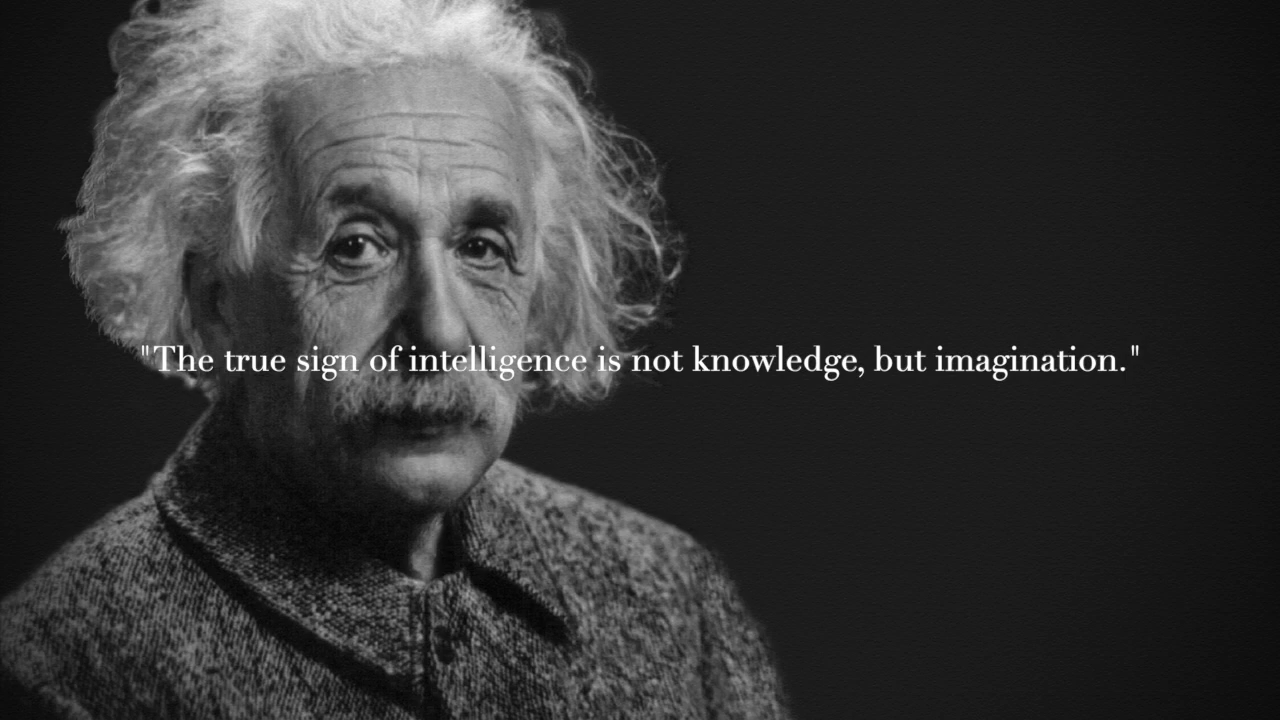 "The true sign of intelligence is not knowledge, but imagination."